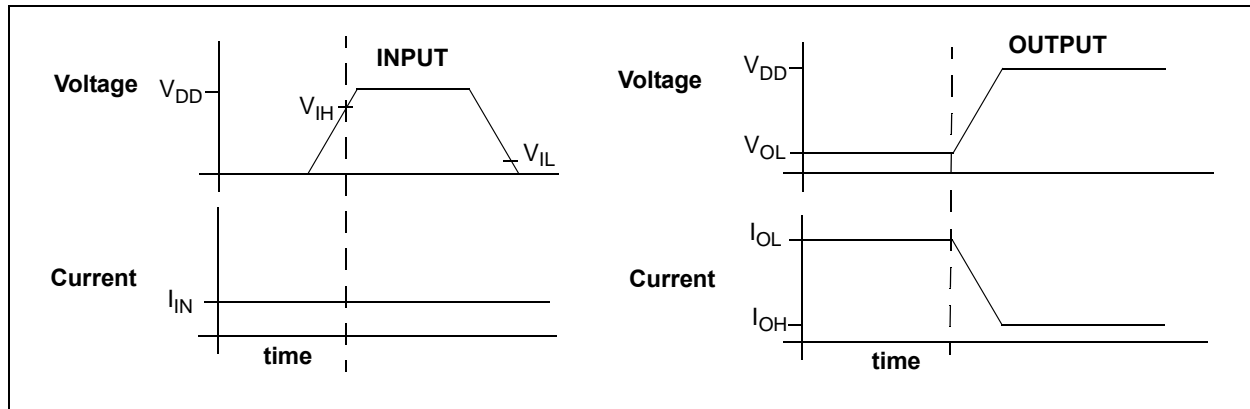 INPUT
Voltage
VDD
VIH
VIL
Current
IIN
time
OUTPUT
Voltage
VDD
VOL
IOL
Current
IOH
time